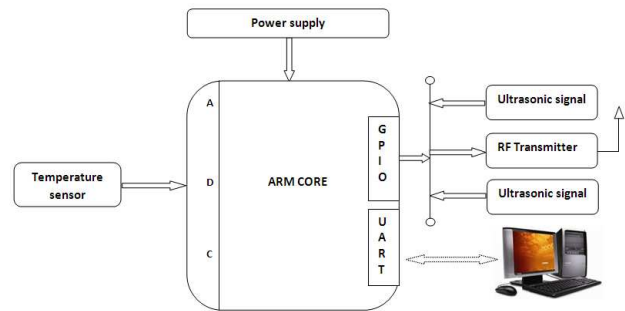 Power supply
A
D
C
Temperature
sensor
ARM CORE
G
P
I
O
U
A
R
T
Ultrasonic signal
RF Transmitter
Ultrasonic signal